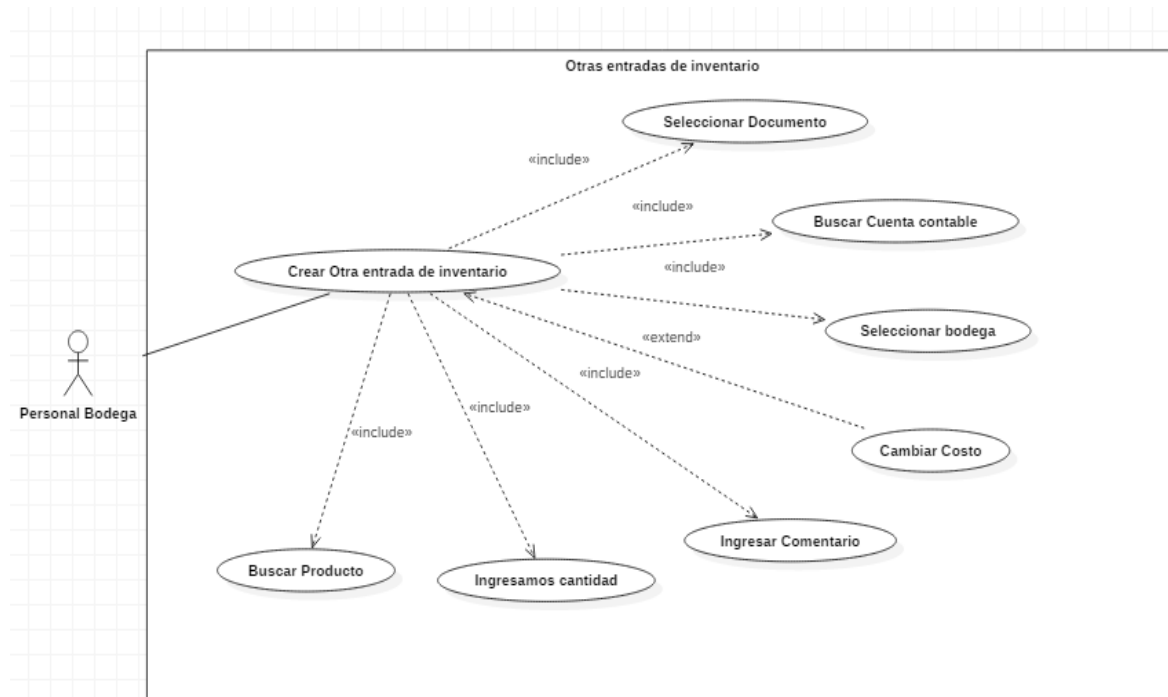 Otras entradas de inventario
Seleccionar Documento
«include»
«include»
Buscar Cuenta contable
«include»
Crear Otra entrada de inventario
Seleccionar bodega
«extend»
«include»
Personal Bodega
«include»
«include»
Cambiar Costo
Ingresar Comentario
Buscar Producto
Ingresamos cantidad